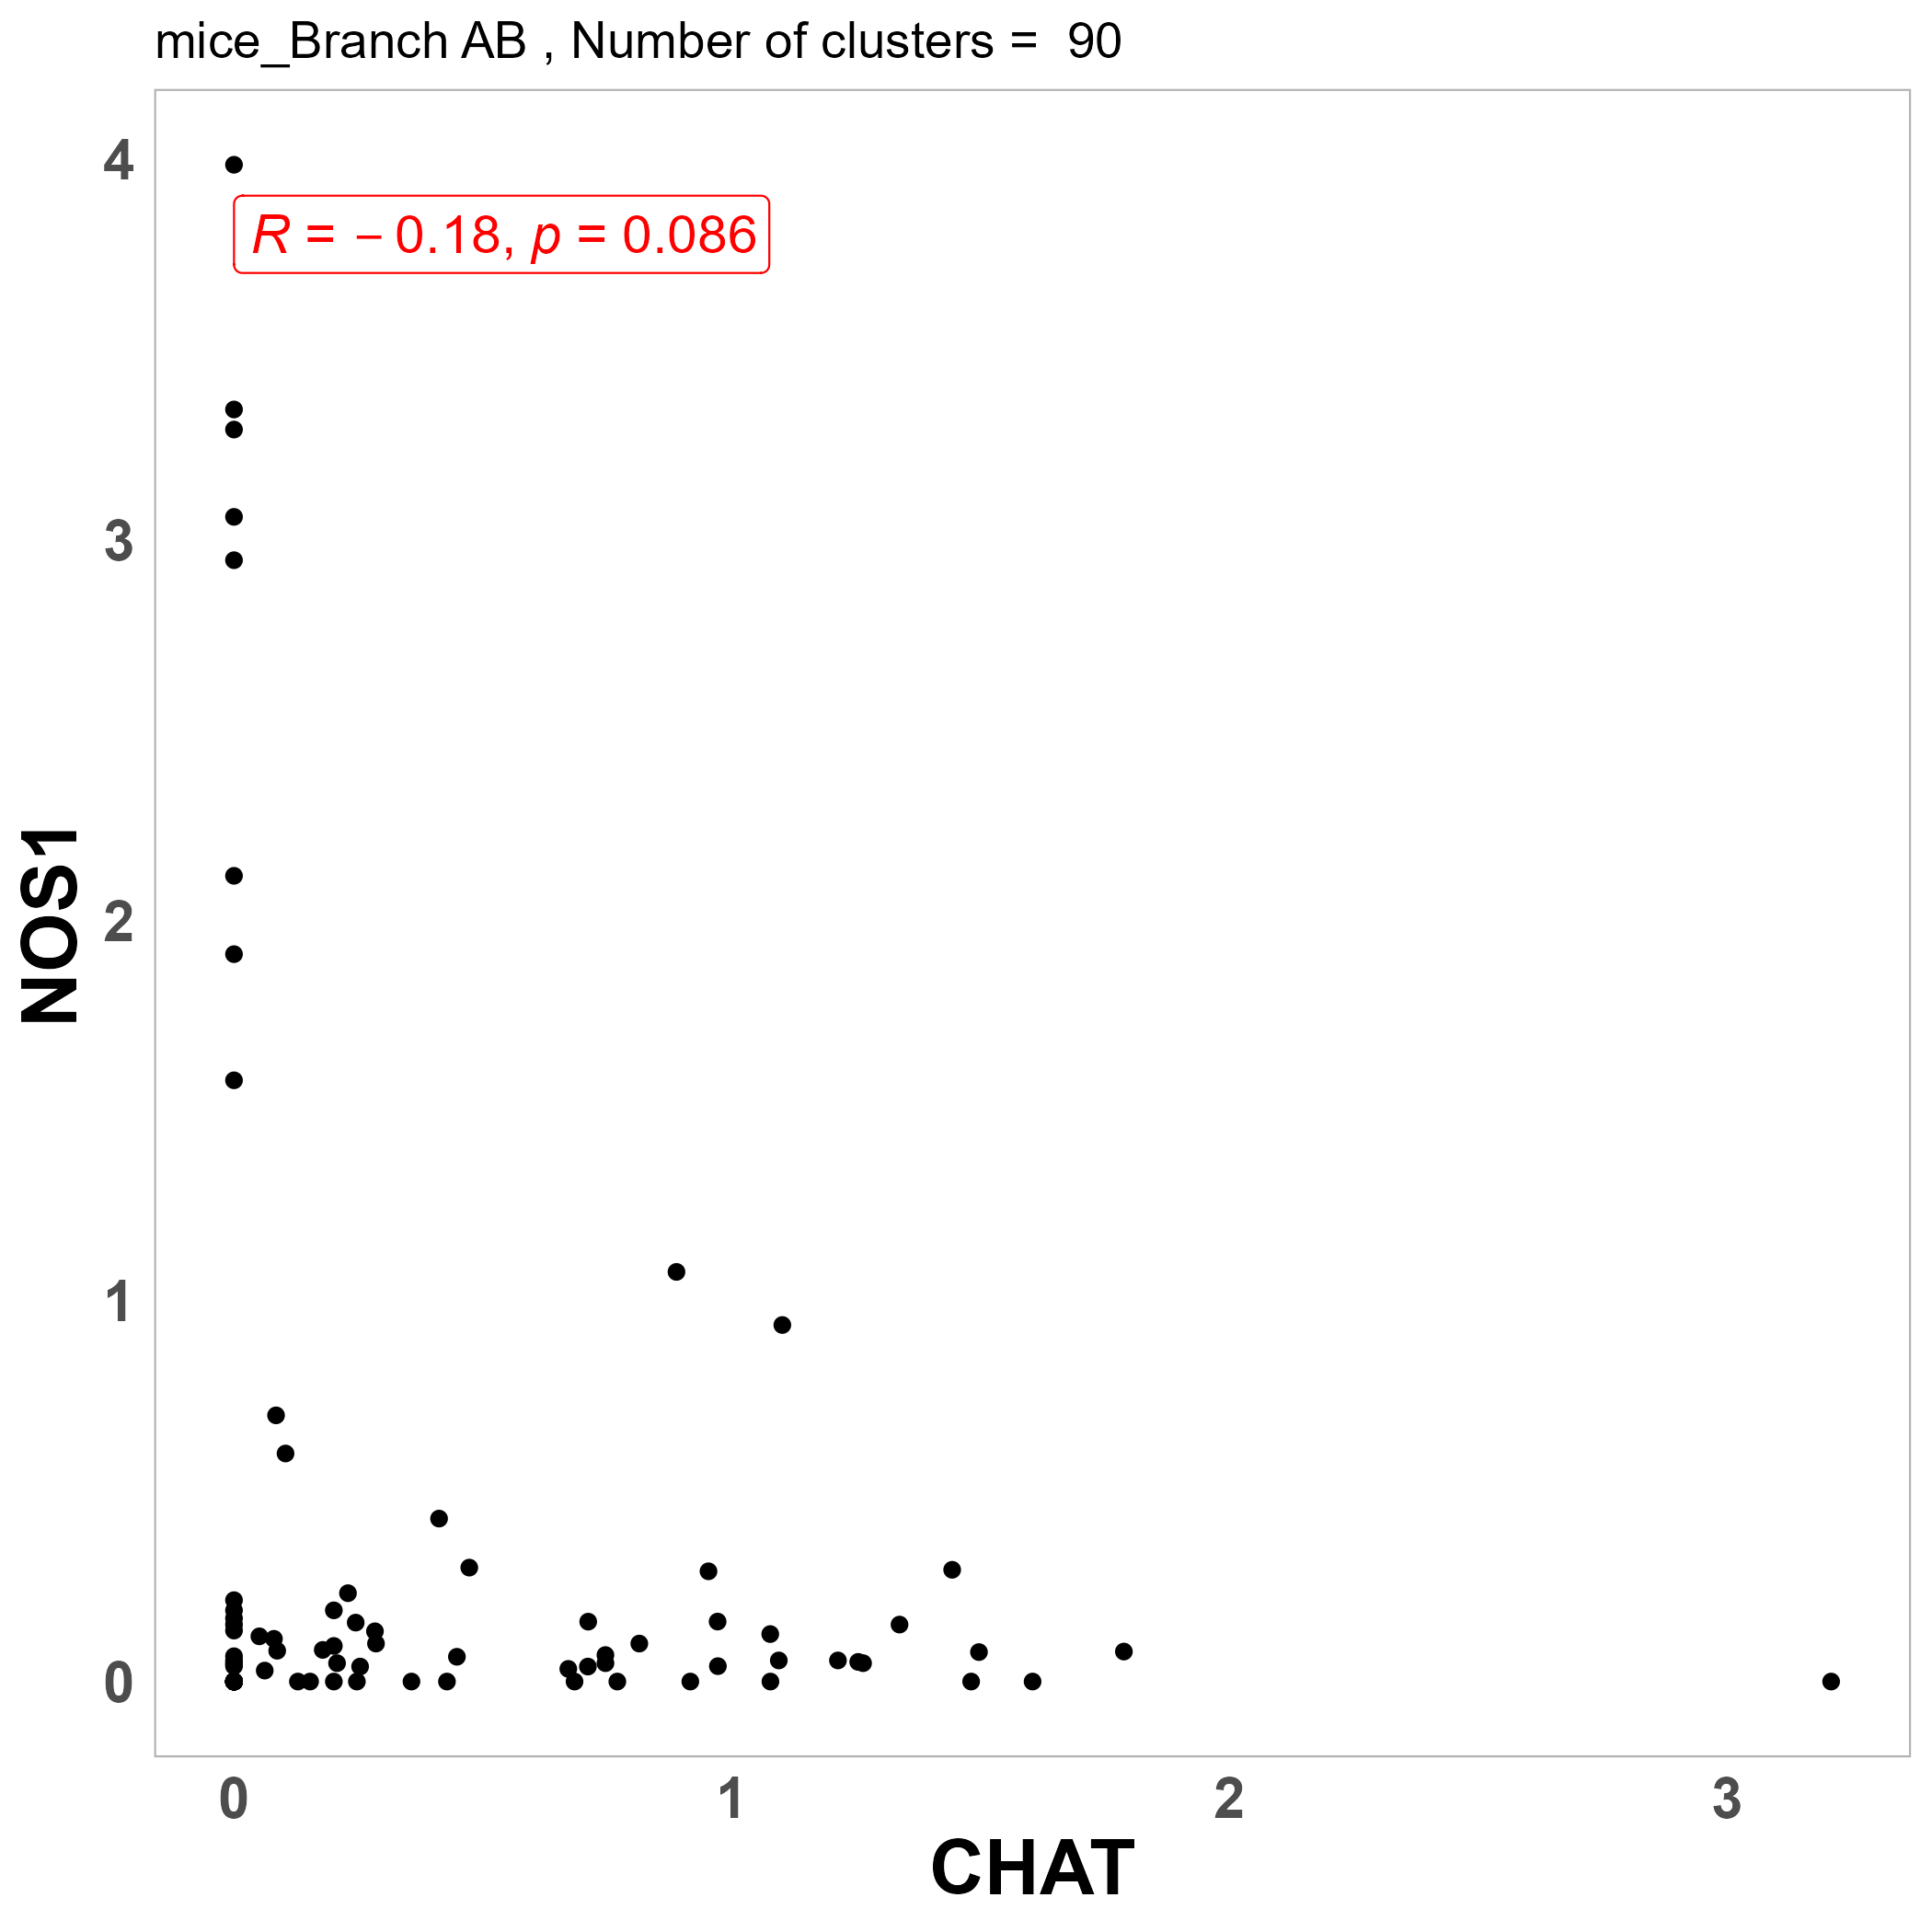 mice_Branch AB , Number of clusters =  90
4
R = − 0.18, p = 0.086
3
2
1
0
NOS1
0 1 2 3
CHAT